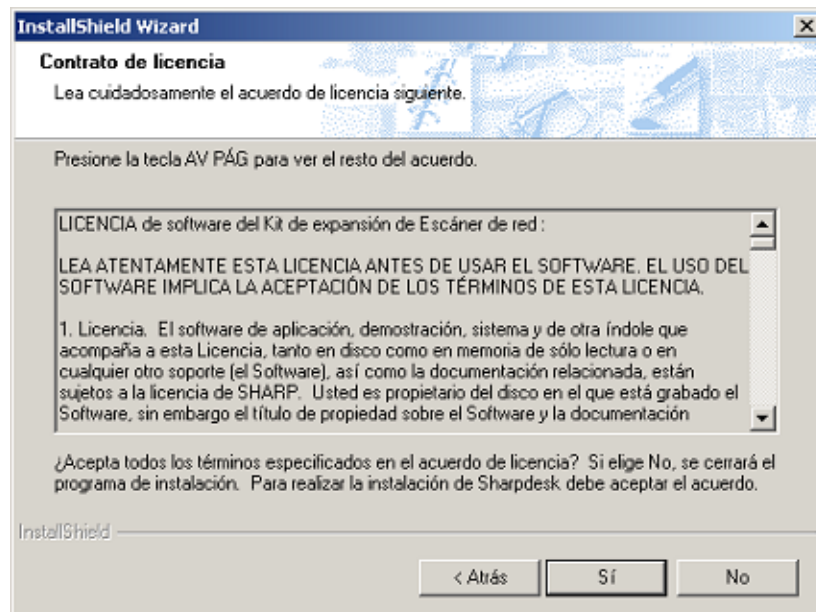 InstallShield Wizard
Contrato de licencia
Lea cuidadosamente el acuerdo de licencia siguiente.
Presione la tecla AV PÁG para ver el resto del acuerdo.
LICENCIA de software del Kit de expansión de Escáner de red :
LEA ATENTAMENTE ESTA LICENCIA ANTES DE USAR EL SOFTWARE. EL USO DEL
SOFTWARE IMPLICA LA ACEPTACIÓN DE LOS TÉRMINOS DE ESTA LICENCIA.
1. Licencia.  El software de aplicación, demostración, sistema y de otra índole que
acompaña a esta Licencia, tanto en disco como en memoria de sólo lectura o en
cualquier otro soporte (el Software), así como la documentación relacionada, están
sujetos a la licencia de SHARP.  Usted es propietario del disco en el que está grabado el
Software, sin embargo el título de propiedad sobre el Software y la documentación
¿Acepta todos los términos especificados en el acuerdo de licencia?  Si elige No, se cerrará el
programa de instalación.  Para realizar la instalación de Sharpdesk debe aceptar el acuerdo.
InstallShield
< Atrás
Sí
No